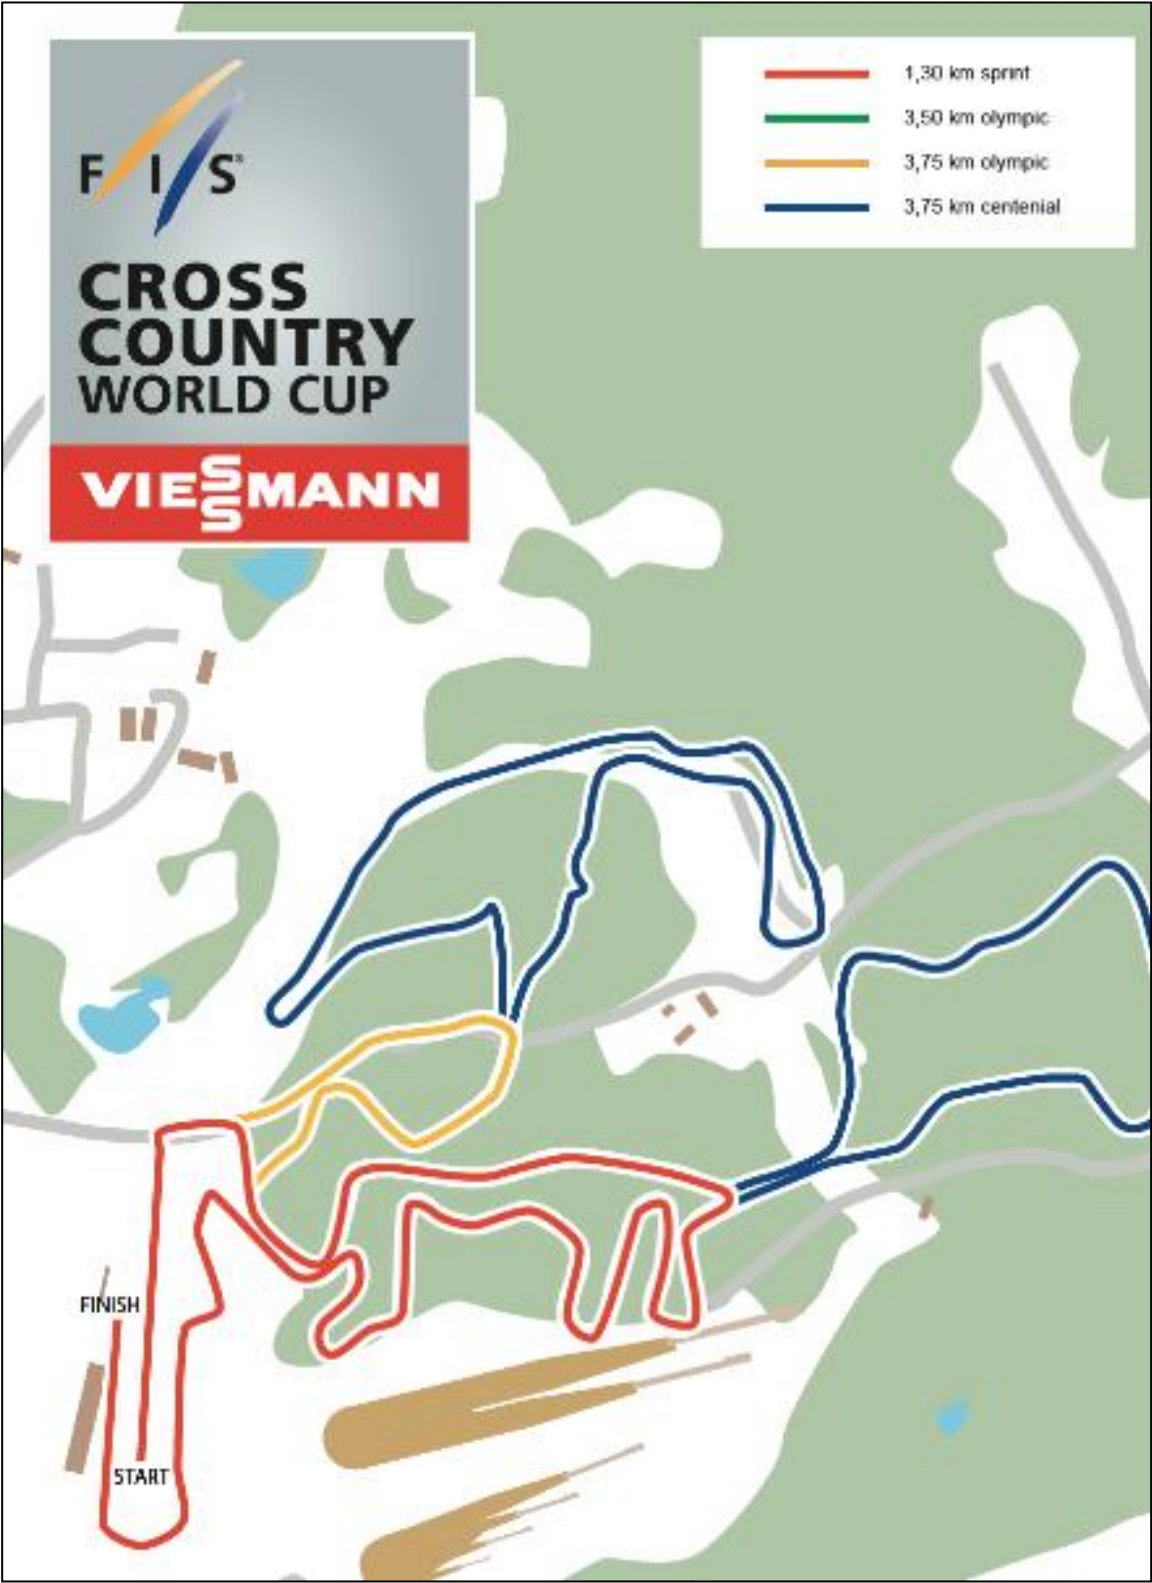 F I S®
CROSS
COUNTRY
WORLD CUP
VIESSMANN
1,30 km sprint
3,50 km olympic
3,75 km olympic
3,75 km centenial
FINISH
START